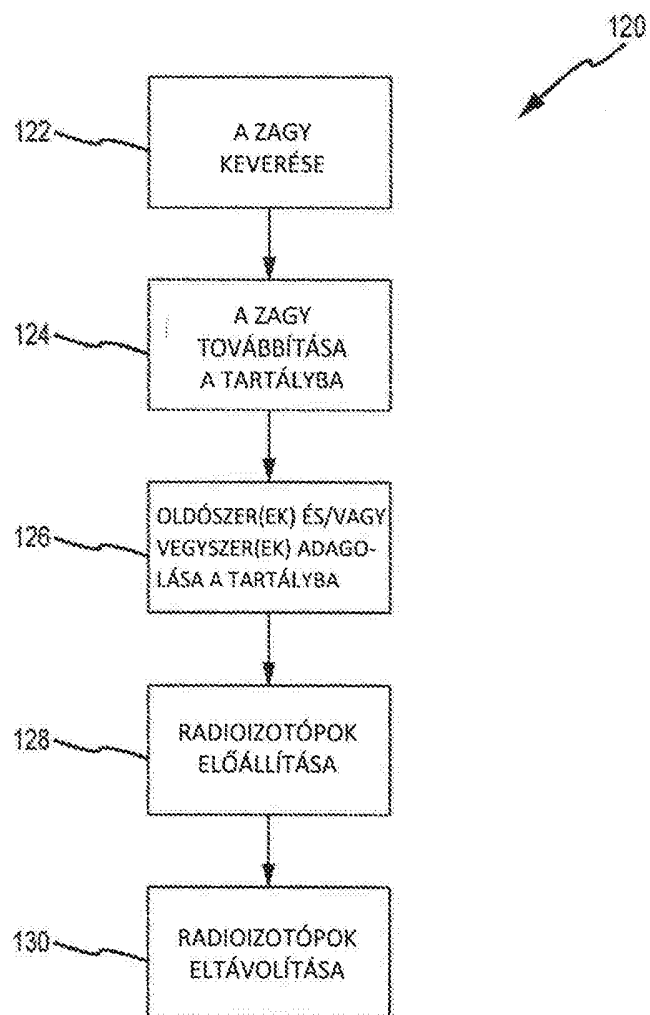 120
122
A ZAGY
KEVERÉSE
124
A ZAGY
TOVÁBBÍTÁSA
A TARTÁLYBA
126
OLDÓSZER(EK) ÉS/VAGY
VEGYSZER(EK) ADAGO-
LÁSA A TARTÁLYBA
128
RADIOIZOTÓPOK
ELŐÁLLÍTÁSA
130
RADIOIZOTÓPOK
ELTÁVOLÍTÁSA